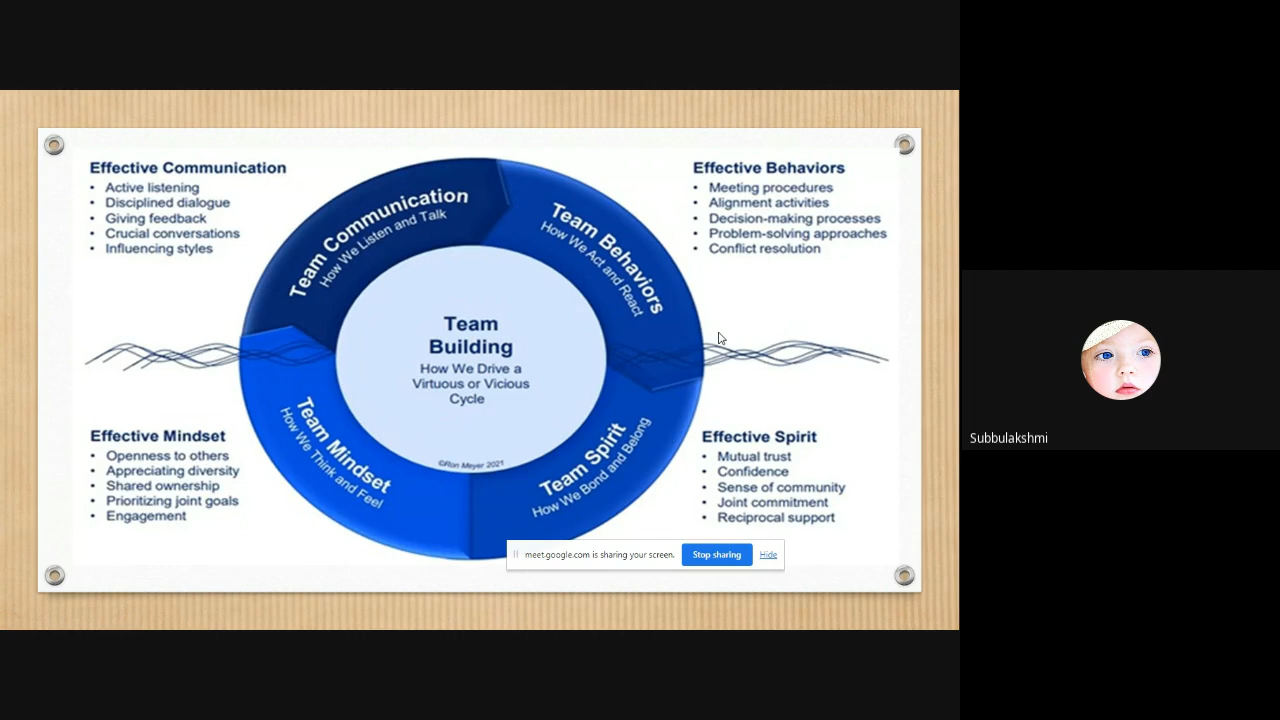 Effective Communication
• Active listening
• Disciplined dialogue
• Giving feedback
• Crucial conversations
• Influencing styles
Effective Behaviors
• Meeting procedures
• Alignment activities
• Decision-making processes
• Problem-solving approaches
• Conflict resolution
Team Communication
How We Listen and Talk
Team Behaviors
How We Act and React
Team
Building
How We Drive a
Virtuous or Vicious
Cycle
©Ron Meyer 2021
Team Mindset
How We Think and Feel
Team Spirit
How We Bond and Belong
Effective Mindset
• Openness to others
• Appreciating diversity
• Shared ownership
• Prioritizing joint goals
• Engagement
Effective Spirit
• Mutual trust
• Confidence
• Sense of community
• Joint commitment
• Reciprocal support
meet.google.com is sharing your screen.
Stop sharing
Hide
Subbulakshmi